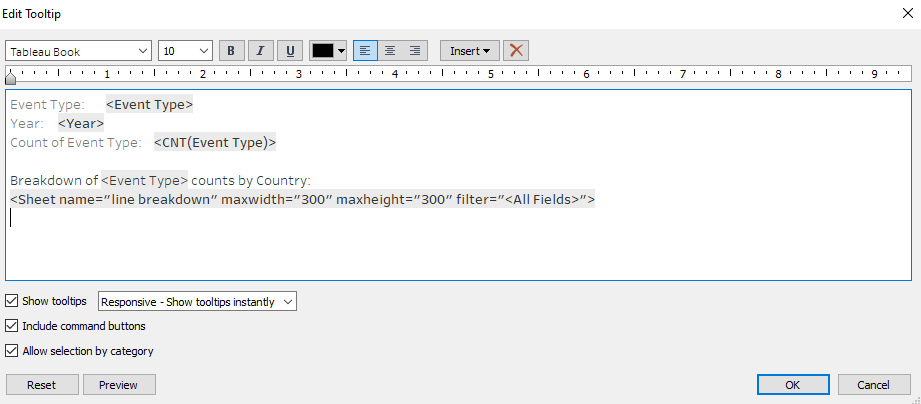 Edit Tooltip
Tableau Book 10 B I U Insert
1 2 3 4 5 6 7 8 9
Event Type: <Event Type>
Year: <Year>
Count of Event Type: <CNT(Event Type)>
Breakdown of <Event Type> counts by Country:
<Sheet name="line breakdown" maxwidth="300" maxheight="300" filter="<All Fields>">
Show tooltips Responsive - Show tooltips instantly
Include command buttons
Allow selection by category
Reset Preview OK Cancel